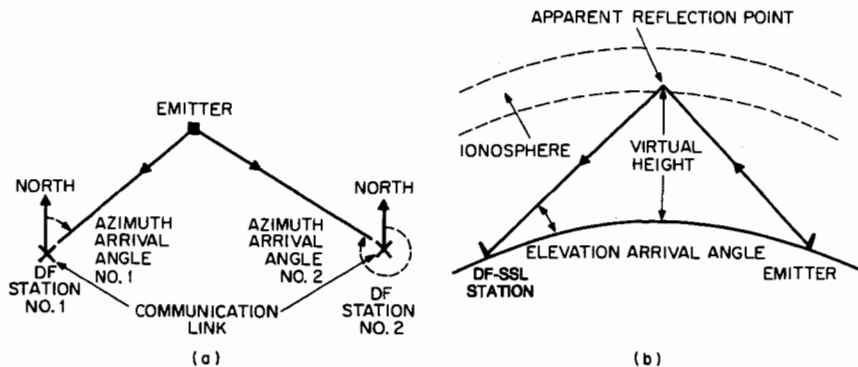 EMITTER
NORTH
AZIMUTH
ARRIVAL
ANGLE
NO. 1
DF
STATION
NO. 1
NORTH
AZIMUTH
ARRIVAL
ANGLE
NO. 2
DF
STATION
NO. 2
COMMUNICATION
LINK
(a)
APPARENT REFLECTION POINT
IONOSPHERE
VIRTUAL
HEIGHT
ELEVATION ARRIVAL ANGLE
DF-SSL
STATION
EMITTER
(b)